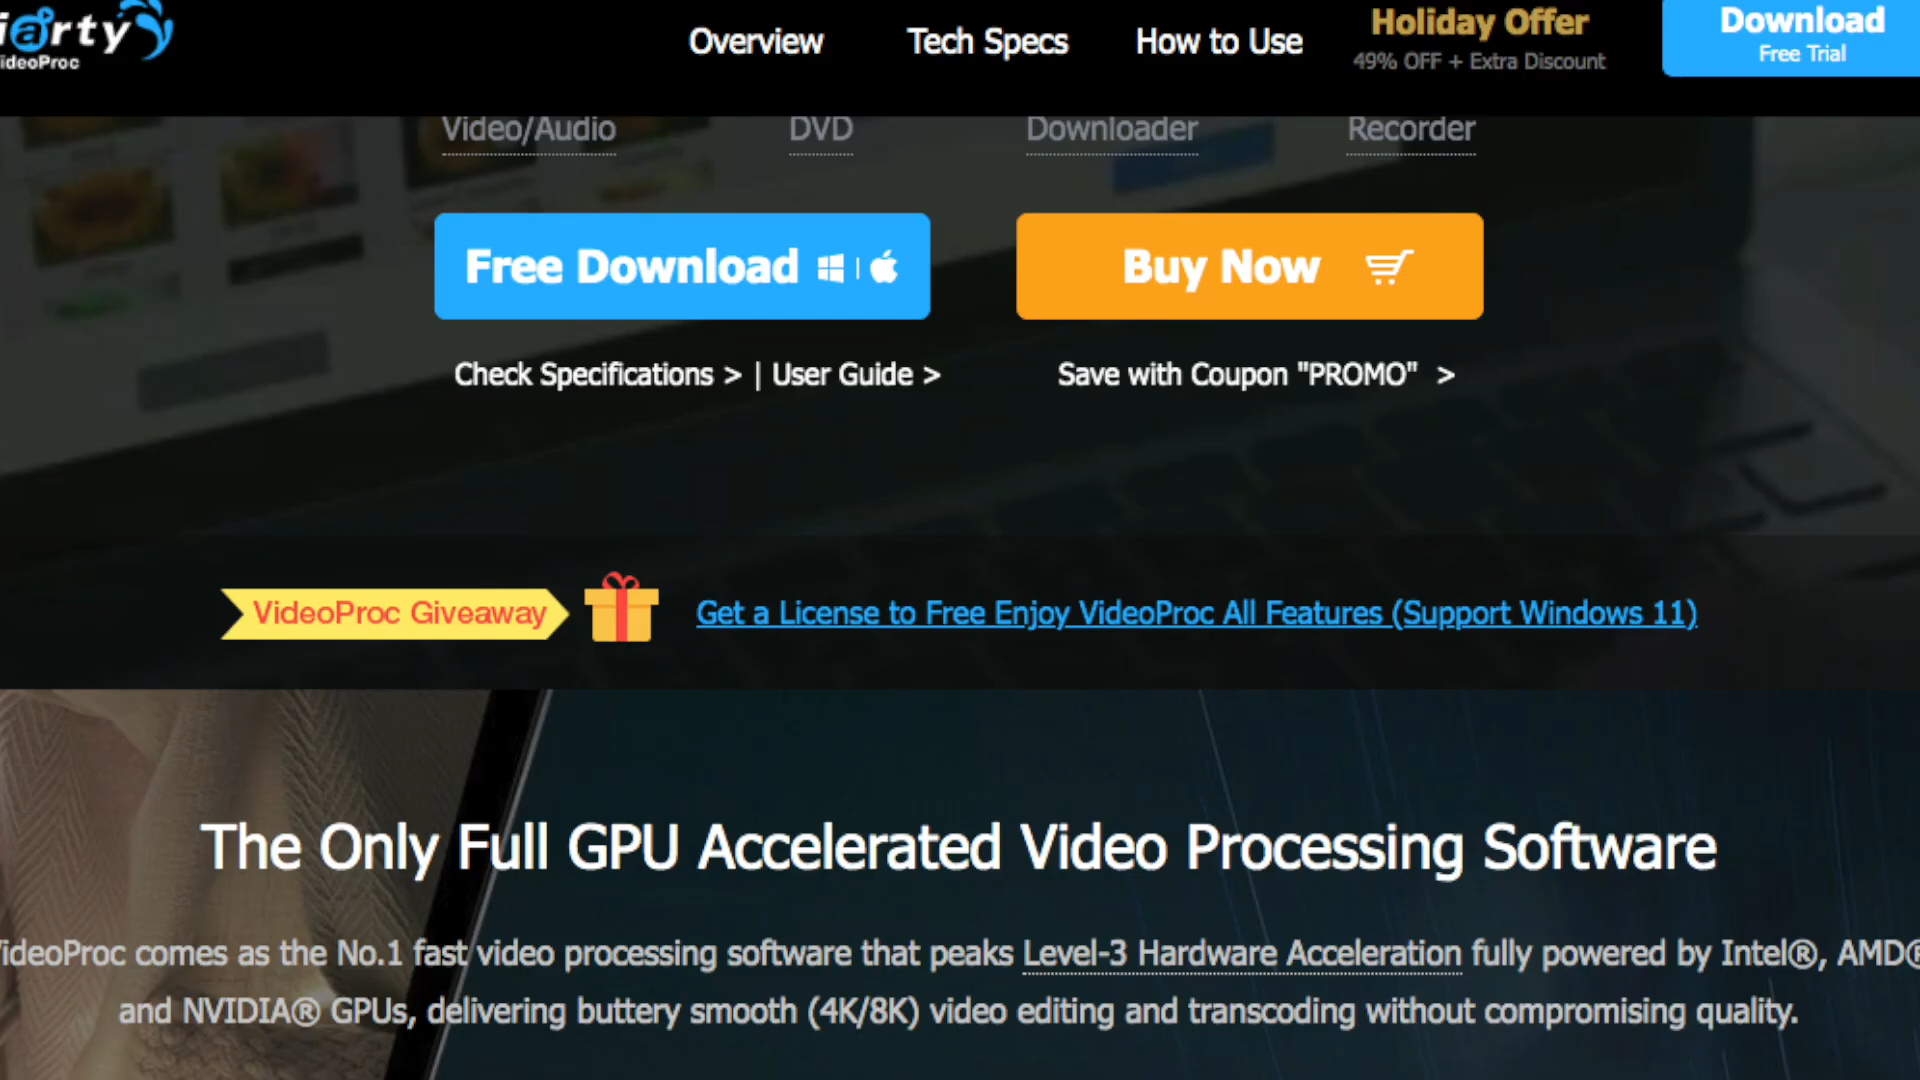 Overview Tech Specs How to Use Holiday Offer
49% OFF + Extra Discount
Download
Free Trial
Video/Audio DVD Downloader Recorder
Free Download Buy Now
Check Specifications > | User Guide > Save with Coupon "PROMO" >
VideoProc Giveaway Get a License to Free Enjoy VideoProc All Features (Support Windows 11)
The Only Full GPU Accelerated Video Processing Software
VideoProc comes as the No.1 fast video processing software that peaks Level-3 Hardware Acceleration fully powered by Intel®, AMD®
and NVIDIA® GPUs, delivering buttery smooth (4K/8K) video editing and transcoding without compromising quality.